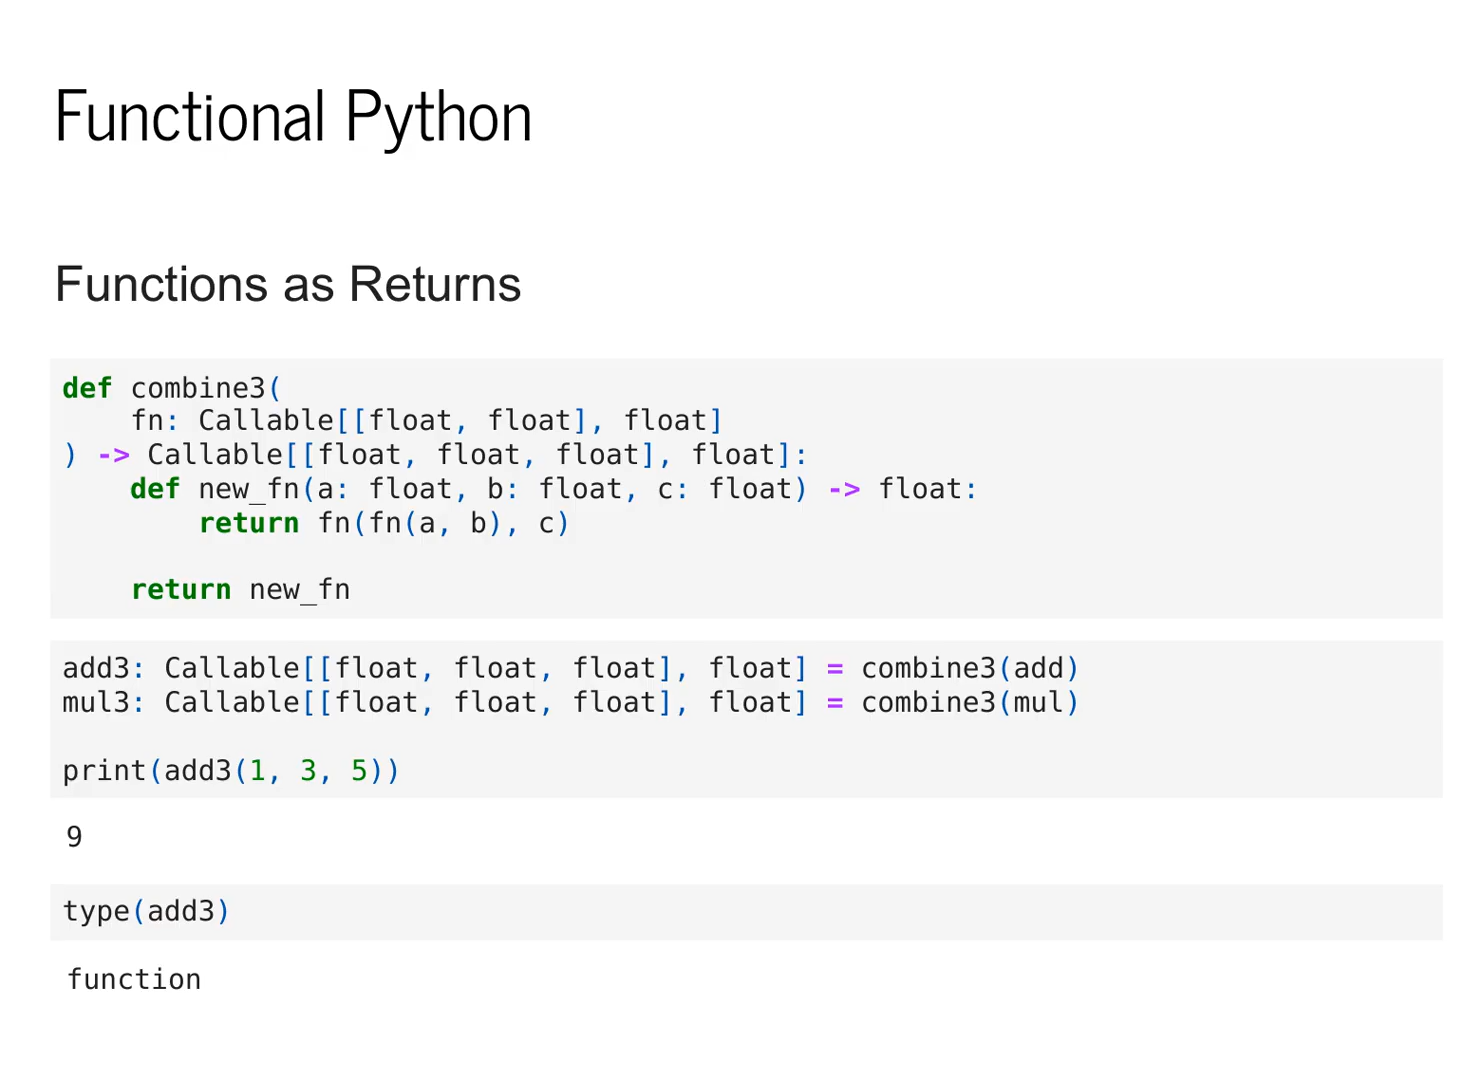 Functional Python
Functions as Returns
def combine3(
    fn: Callable[[float, float], float]
) -> Callable[[float, float, float], float]:
    def new_fn(a: float, b: float, c: float) -> float:
        return fn(fn(a, b), c)

    return new_fn
add3: Callable[[float, float, float], float] = combine3(add)
mul3: Callable[[float, float, float], float] = combine3(mul)

print(add3(1, 3, 5))
9
type(add3)
function